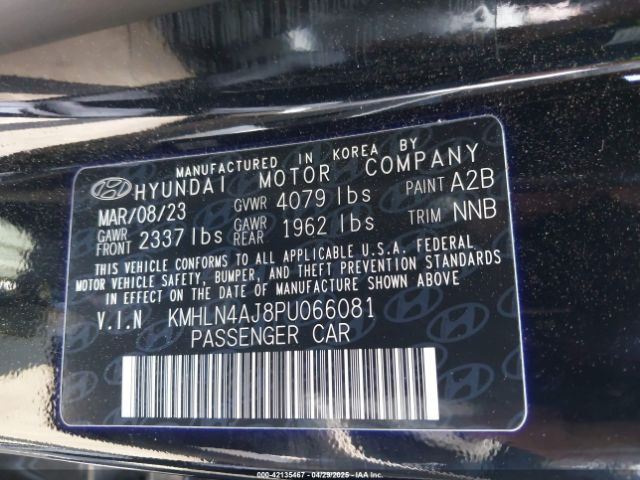 MANUFACTURED IN KOREA BY
HYUNDAI MOTOR COMPANY
MAR/08/23 GVWR 4079 lbs PAINT A2B
GAWR FRONT 2337 lbs GAWR REAR 1962 lbs TRIM NNB
THIS VEHICLE CONFORMS TO ALL APPLICABLE U.S.A. FEDERAL
MOTOR VEHICLE SAFETY, BUMPER, AND THEFT PREVENTION STANDARDS
IN EFFECT ON THE DATE OF MANUFACTURE SHOWN ABOVE.
V.I.N KMHLN4AJ8PU066081
PASSENGER CAR
000-42135467 - 04/29/2025 - IAA Inc.